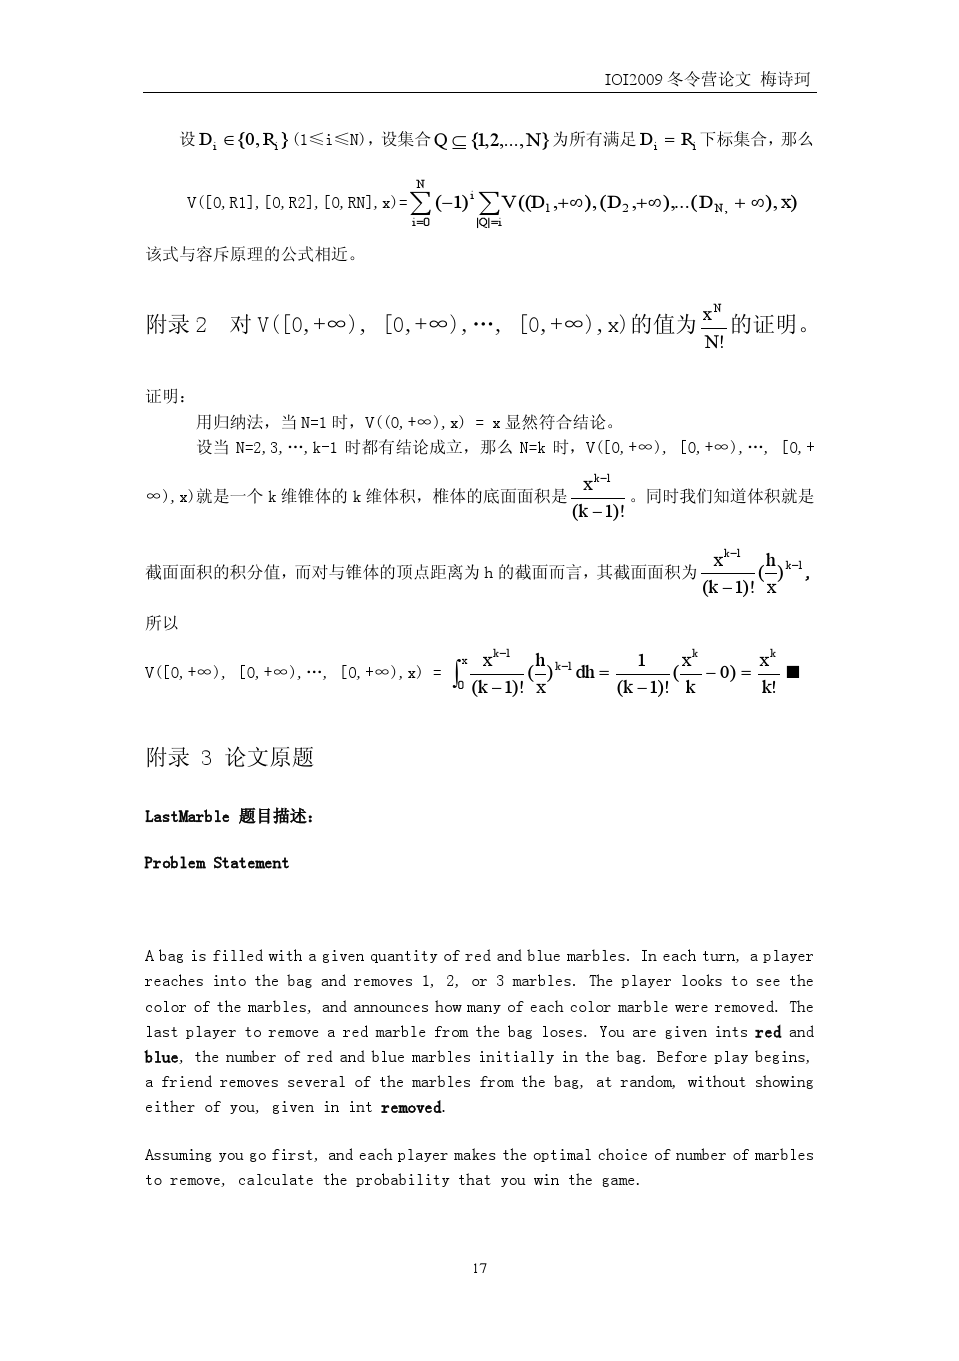 IOI2009 冬令营论文 梅诗珂
设 D_i ∈{0, R_i} (1≤i≤N), 设集合 Q ⊆ {1,2,...,N} 为所有满足 D_i = R_i 下标集合，那么
V([0,R1],[0,R2],[0,RN],x)=\sum_{i=0}^{N} (−1)^i \sum_{|Q|=i} V((D_1,+∞),(D_2,+∞),...(D_{N,} + ∞),x)
该式与容斥原理的公式相近。
附录 2 对 V([0,+∞), [0,+∞),…, [0,+∞),x)的值为 \frac{x^N}{N!} 的证明。
证明：
用归纳法，当 N=1 时，V((0,+∞),x) = x 显然符合结论。
设当 N=2,3,…,k-1 时都有结论成立，那么 N=k 时，V([0,+∞), [0,+∞),…, [0,+
∞),x)就是一个 k 维锥体的 k 维体积，椎体的底面面积是 \frac{x^{k−1}}{(k−1)!} 。同时我们知道体积就是
截面面积的积分值，而对与锥体的顶点距离为 h 的截面而言，其截面面积为 \frac{x^{k−1}}{(k−1)!} (\frac{h}{x})^{k−1} ,
所以
V([0,+∞), [0,+∞),…, [0,+∞),x) = \int_0^x \frac{x^{k−1}}{(k−1)!} (\frac{h}{x})^{k−1} dh = \frac{1}{(k−1)!} (\frac{x^k}{k} − 0) = \frac{x^k}{k!} ■
附录 3 论文原题
LastMarble 题目描述：
Problem Statement
A bag is filled with a given quantity of red and blue marbles. In each turn, a player
reaches into the bag and removes 1, 2, or 3 marbles. The player looks to see the
color of the marbles, and announces how many of each color marble were removed. The
last player to remove a red marble from the bag loses. You are given ints red and
blue, the number of red and blue marbles initially in the bag. Before play begins,
a friend removes several of the marbles from the bag, at random, without showing
either of you, given in int removed.
Assuming you go first, and each player makes the optimal choice of number of marbles
to remove, calculate the probability that you win the game.
17